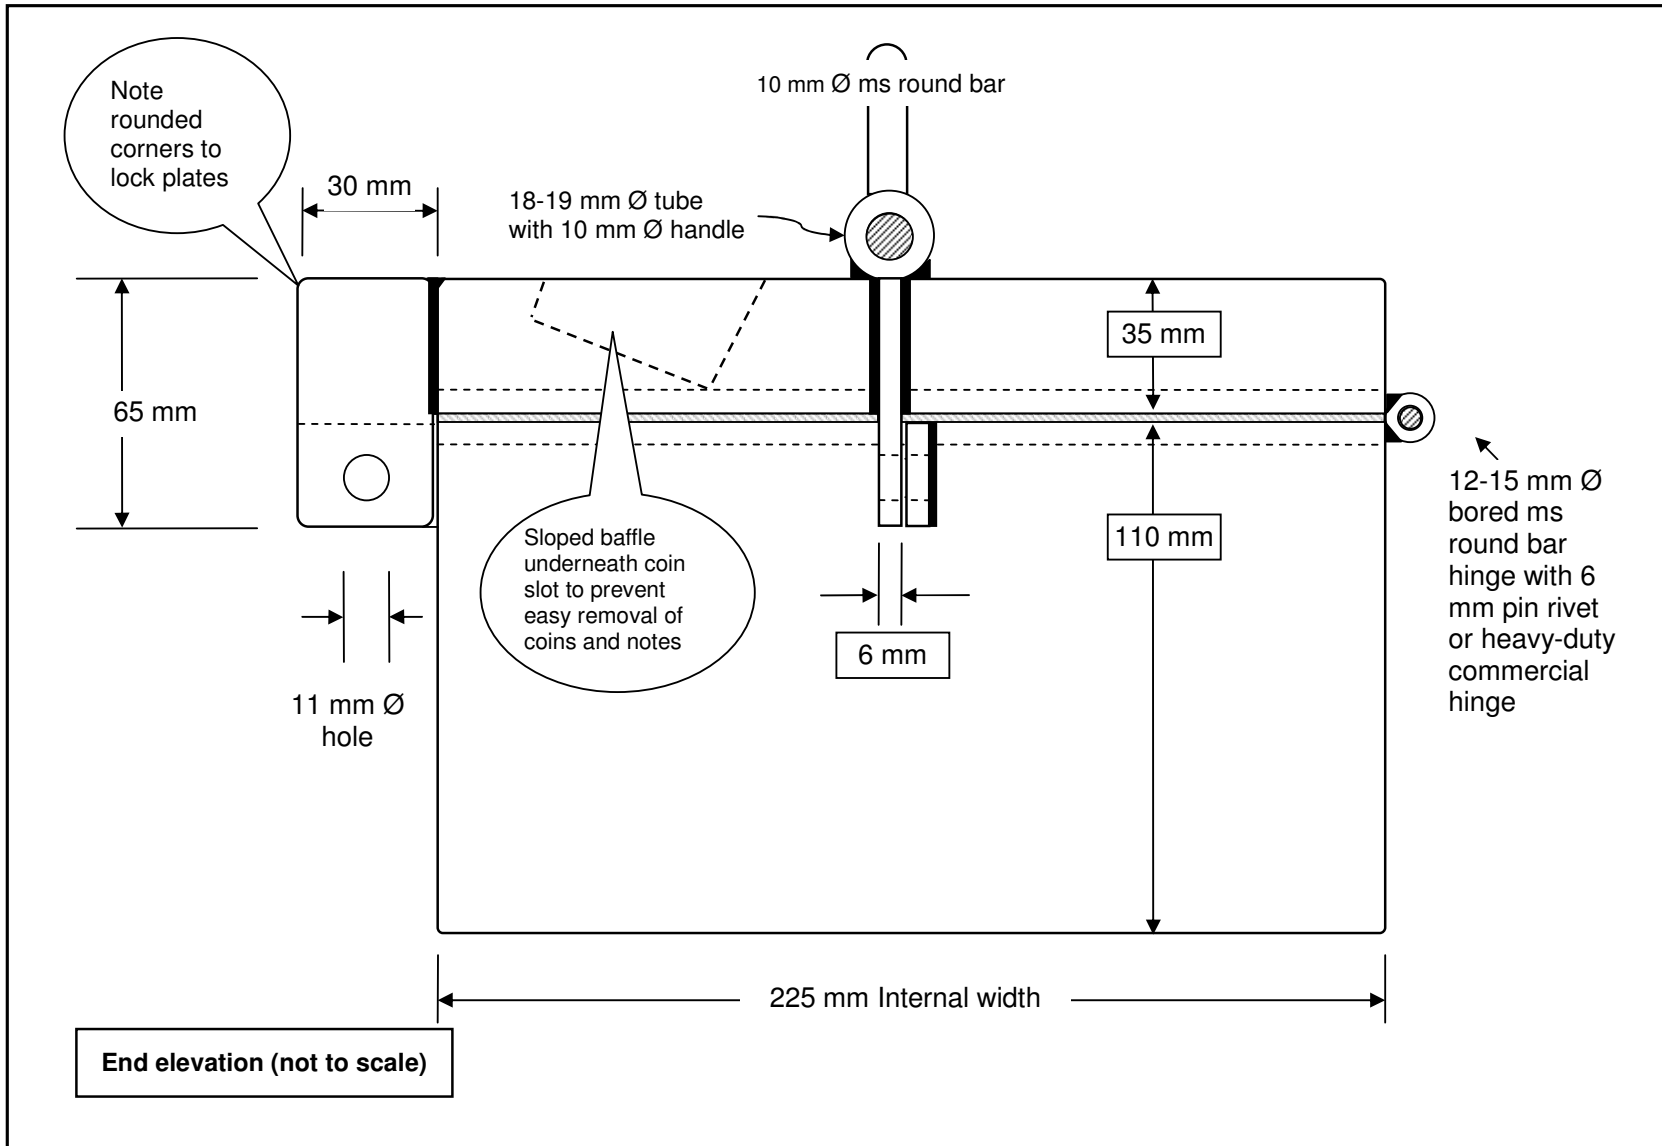 Note
rounded
corners to
lock plates
10 mm Ø ms round bar
30 mm
18-19 mm Ø tube
with 10 mm Ø handle
35 mm
65 mm
12-15 mm Ø
bored ms
round bar
hinge with 6
mm pin rivet
or heavy-duty
commercial
hinge
110 mm
Sloped baffle
underneath coin
slot to prevent
easy removal of
coins and notes
6 mm
11 mm Ø
hole
225 mm Internal width
End elevation (not to scale)